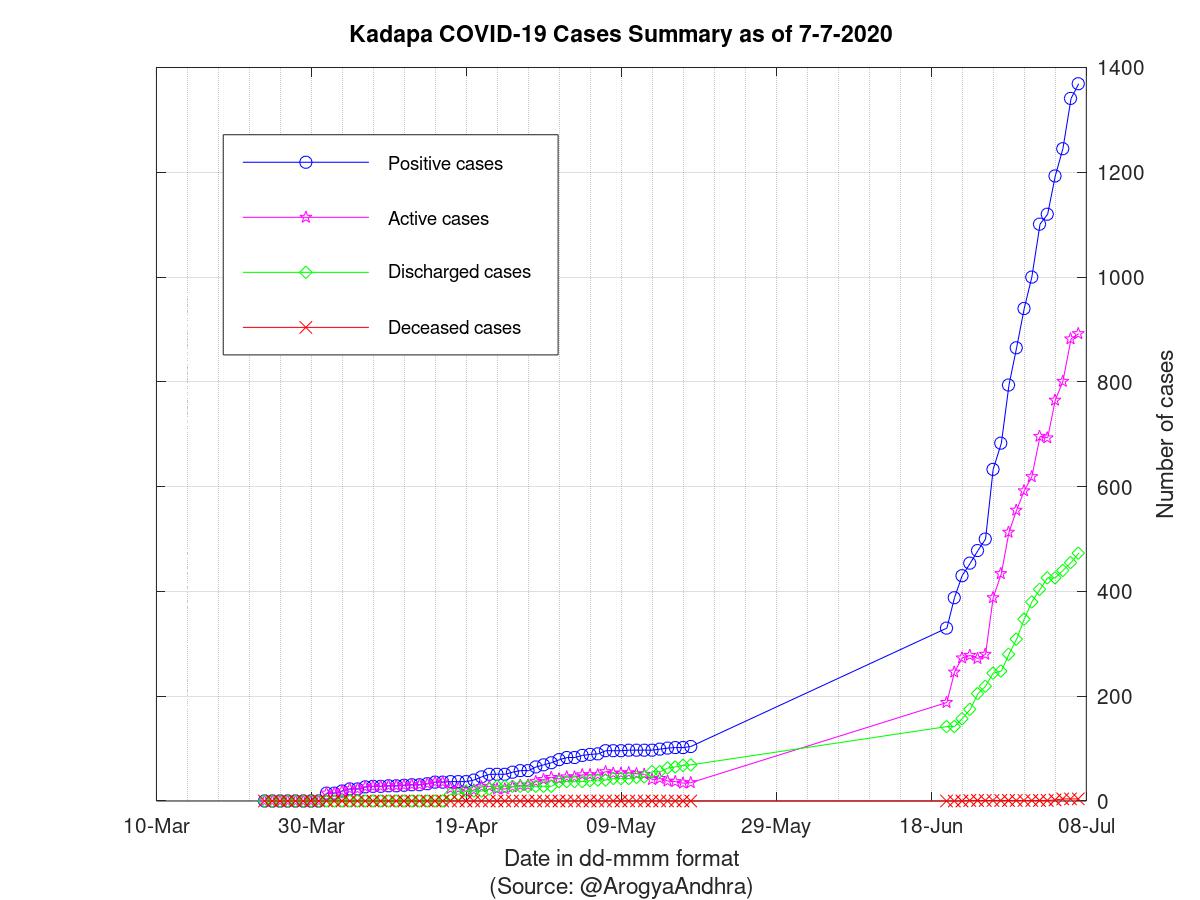 Kadapa COVID-19 Cases Summary as of 7-7-2020
Positive cases
Active cases
Discharged cases
Deceased cases
1400
1200
1000
800
600
400
200
0
Number of cases
10-Mar 30-Mar 19-Apr 09-May 29-May 18-Jun 08-Jul
Date in dd-mmm format
(Source: @ArogyaAndhra)